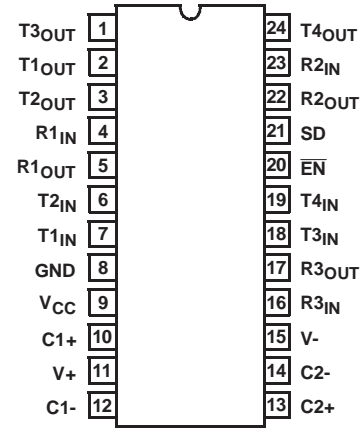 T3OUT 1 24 T4OUT
T1OUT 2 23 R2IN
T2OUT 3 22 R2OUT
R1IN 4 21 SD
R1OUT 5 20 E̅N̅
T2IN 6 19 T4IN
T1IN 7 18 T3IN
GND 8 17 R3OUT
VCC 9 16 R3IN
C1+ 10 15 V-
V+ 11 14 C2-
C1- 12 13 C2+